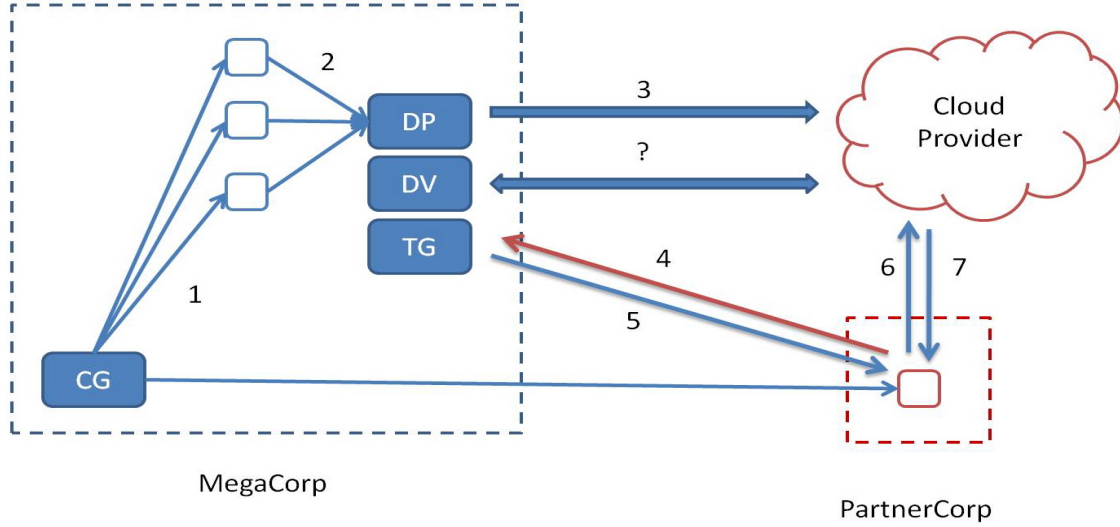 2
DP
3
Cloud
Provider
?
DV
TG
4
1
5
6
7
CG
MegaCorp
PartnerCorp